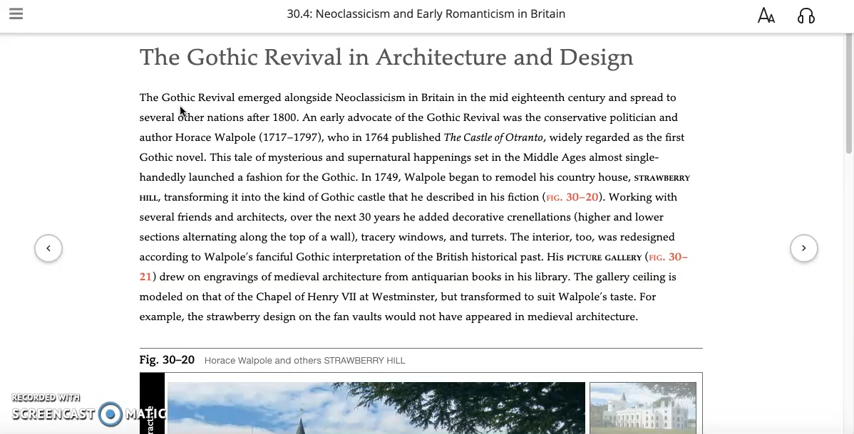 30.4: Neoclassicism and Early Romanticism in Britain
AA
The Gothic Revival in Architecture and Design
The Gothic Revival emerged alongside Neoclassicism in Britain in the mid eighteenth century and spread to
several other nations after 1800. An early advocate of the Gothic Revival was the conservative politician and
author Horace Walpole (1717–1797), who in 1764 published The Castle of Otranto, widely regarded as the first
Gothic novel. This tale of mysterious and supernatural happenings set in the Middle Ages almost single-
handedly launched a fashion for the Gothic. In 1749, Walpole began to remodel his country house, STRAWBERRY
HILL, transforming it into the kind of Gothic castle that he described in his fiction (FIG. 30–20). Working with
several friends and architects, over the next 30 years he added decorative crenellations (higher and lower
sections alternating along the top of a wall), tracery windows, and turrets. The interior, too, was redesigned
according to Walpole's fanciful Gothic interpretation of the British historical past. His PICTURE GALLERY (FIG. 30–
21) drew on engravings of medieval architecture from antiquarian books in his library. The gallery ceiling is
modeled on that of the Chapel of Henry VII at Westminster, but transformed to suit Walpole's taste. For
example, the strawberry design on the fan vaults would not have appeared in medieval architecture.
Fig. 30–20 Horace Walpole and others STRAWBERRY HILL
RECORDED WITH
SCREENCAST MATIC